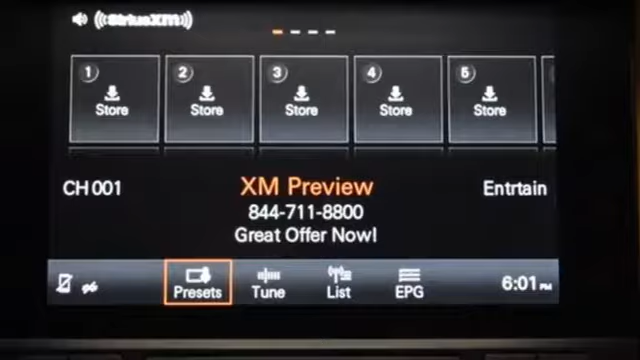 ((SiriusXM))
1 2 3 4 5
Store Store Store Store Store
CH 001 XM Preview Entrtain
844-711-8800
Great Offer Now!
Presets Tune List EPG 6:01 PM